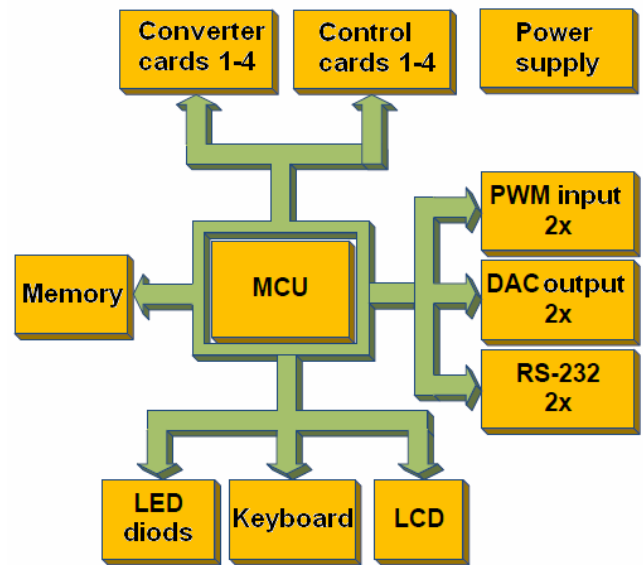 Converter
cards 1-4
Control
cards 1-4
Power
supply
PWM input
2x
Memory
MCU
DAC output
2x
RS-232
2x
LED
diods
Keyboard
LCD